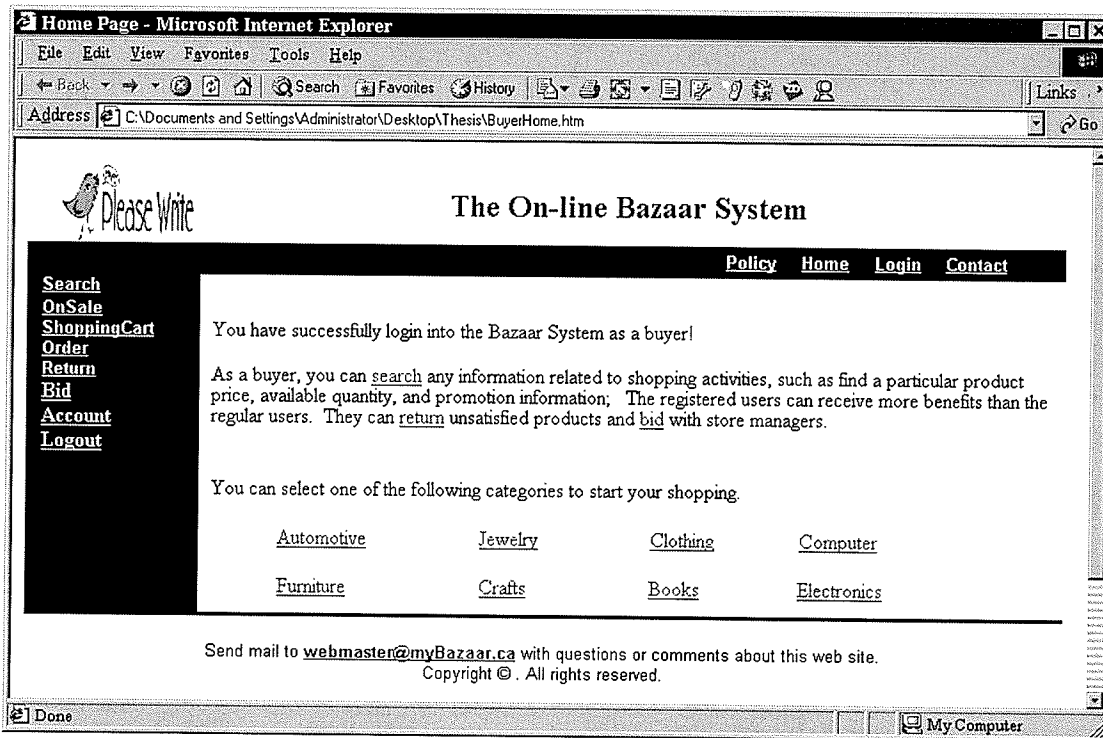 Home Page - Microsoft Internet Explorer
File Edit View Favorites Tools Help
Back Search Favorites History Links
Address C:\Documents and Settings\Administrator\Desktop\Thesis\BuyerHome.htm Go
Please Write
The On-line Bazaar System
Policy Home Login Contact
Search
OnSale
ShoppingCart
Order
Return
Bid
Account
Logout
You have successfully login into the Bazaar System as a buyer!
As a buyer, you can search any information related to shopping activities, such as find a particular product
price, available quantity, and promotion information; The registered users can receive more benefits than the
regular users. They can return unsatisfied products and bid with store managers.
You can select one of the following categories to start your shopping.
Automotive Jewelry Clothing Computer
Furniture Crafts Books Electronics
Send mail to webmaster@myBazaar.ca with questions or comments about this web site.
Copyright © . All rights reserved.
Done My Computer